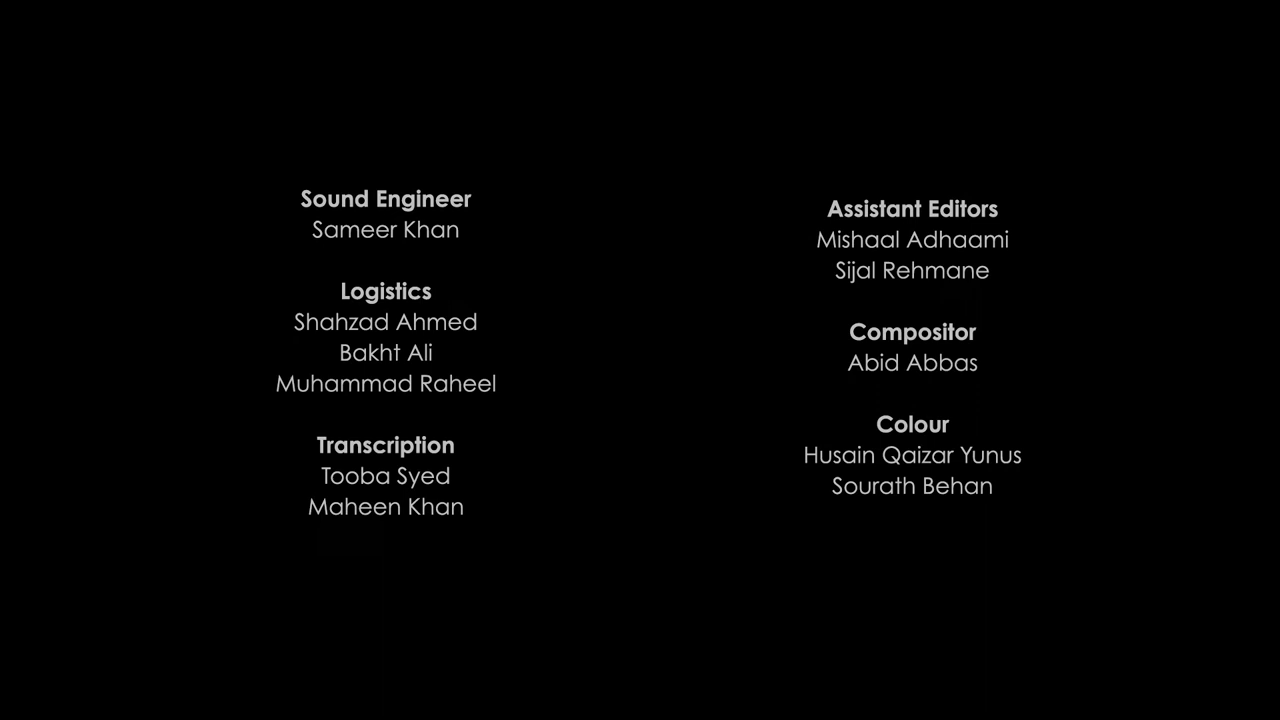 Sound Engineer
Sameer Khan
Logistics
Shahzad Ahmed
Bakht Ali
Muhammad Raheel
Transcription
Tooba Syed
Maheen Khan
Assistant Editors
Mishaal Adhaami
Sijal Rehmane
Compositor
Abid Abbas
Colour
Husain Qaizar Yunus
Sourath Behan